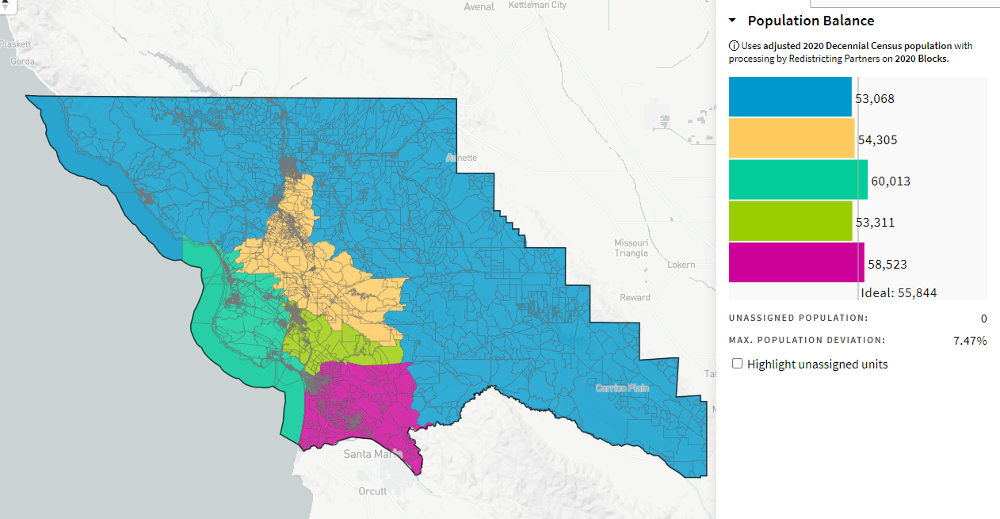 Avenal
Kettleman City
Plaskett
Gorda
Annette
Missouri
Triangle
Lokern
Reward
Carrizo Plain
Santa Maria
Orcutt
Population Balance
Uses adjusted 2020 Decennial Census population with
processing by Redistricting Partners on 2020 Blocks.
53,068
54,305
60,013
53,311
58,523
Ideal: 55,844
UNASSIGNED POPULATION: 0
MAX. POPULATION DEVIATION: 7.47%
Highlight unassigned units